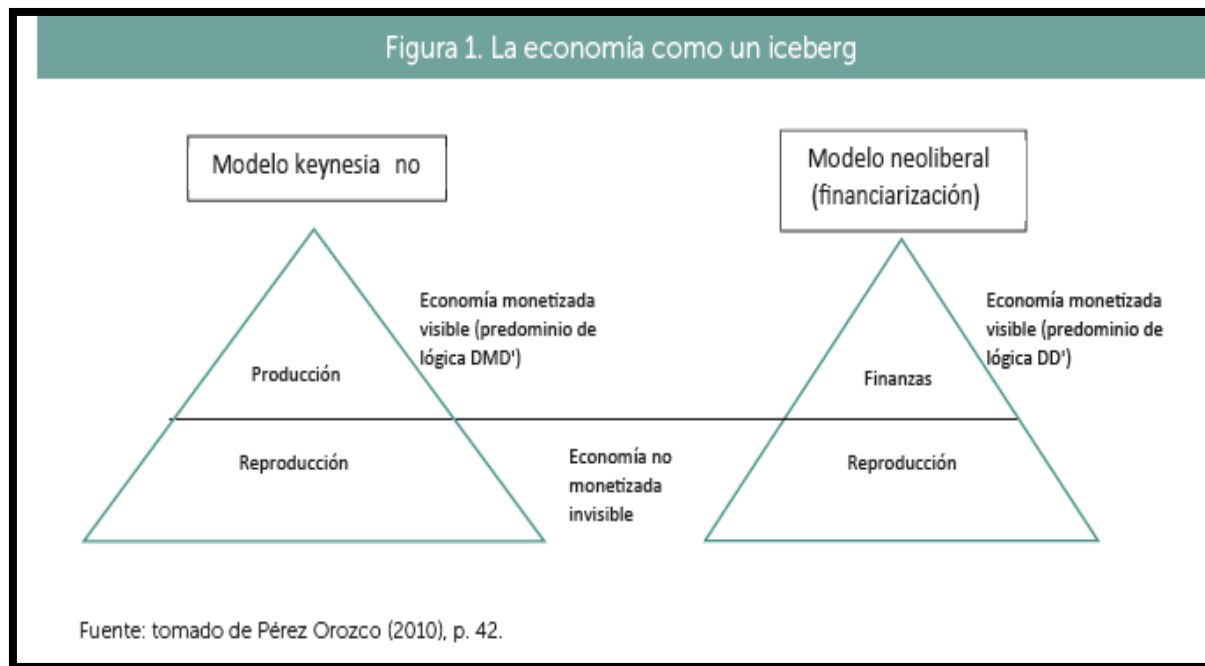 Figura 1. La economía como un iceberg
Modelo keynesia no
Modelo neoliberal
(financiarización)
Economía monetizada
visible (predominio de
lógica DMD')
Producción
Economía monetizada
visible (predominio de
lógica DD')
Finanzas
Reproducción
Economía no
monetizada
invisible
Reproducción
Fuente: tomado de Pérez Orozco (2010), p. 42.